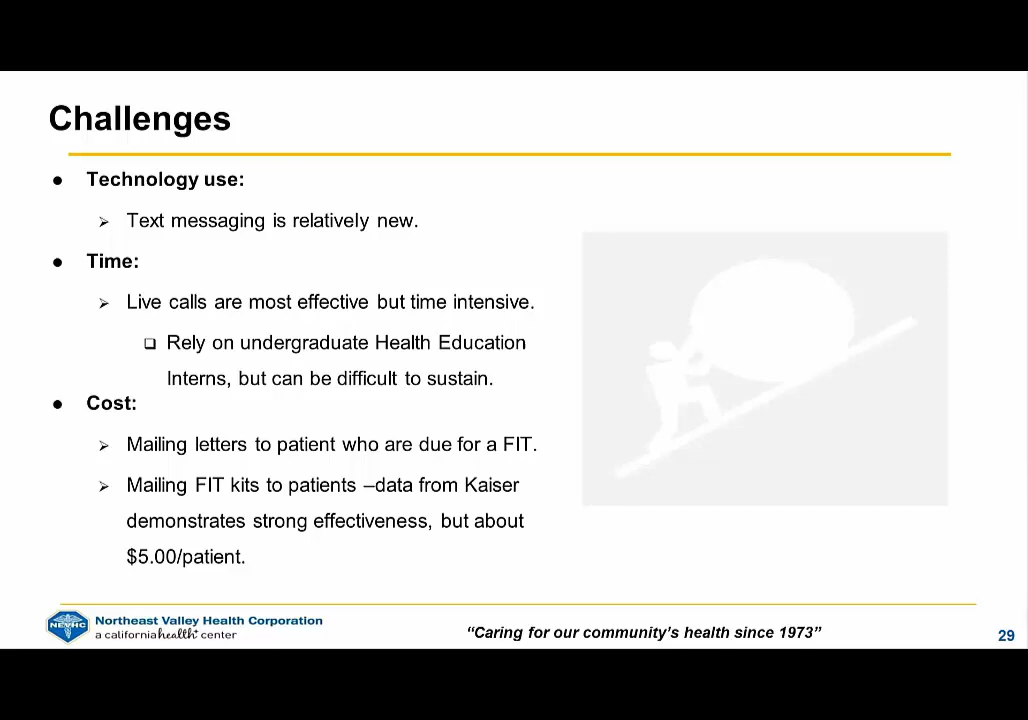 Challenges
● Technology use:
➢ Text messaging is relatively new.
● Time:
➢ Live calls are most effective but time intensive.
❑ Rely on undergraduate Health Education
Interns, but can be difficult to sustain.
● Cost:
➢ Mailing letters to patient who are due for a FIT.
➢ Mailing FIT kits to patients –data from Kaiser
demonstrates strong effectiveness, but about
$5.00/patient.
NEVHC
Northeast Valley Health Corporation
a california health+ center
“Caring for our community’s health since 1973”
29